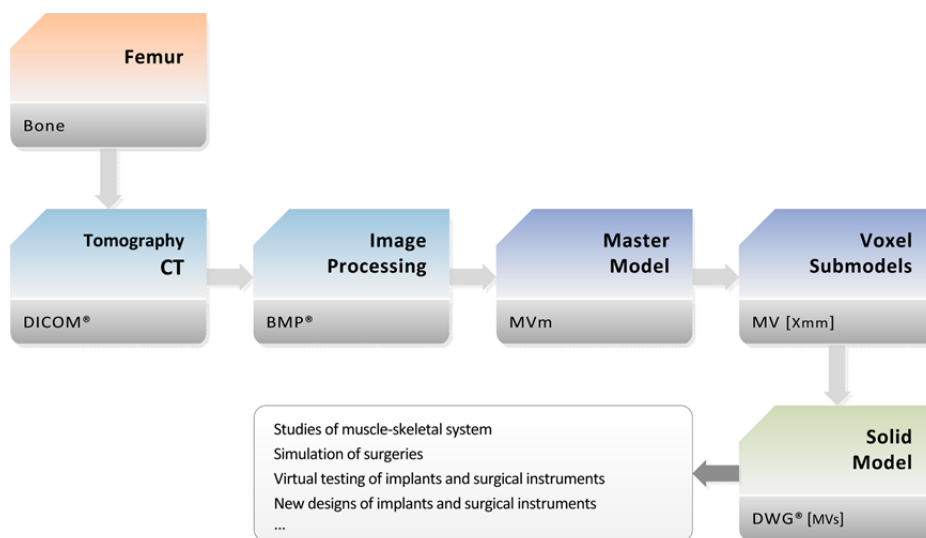 Femur
Bone
Tomography
CT
DICOM®
Image
Processing
BMP®
Master
Model
MVm
Voxel
Submodels
MV [Xmm]
Solid
Model
DWG® [MVs]
Studies of muscle-skeletal system
Simulation of surgeries
Virtual testing of implants and surgical instruments
New designs of implants and surgical instruments
...